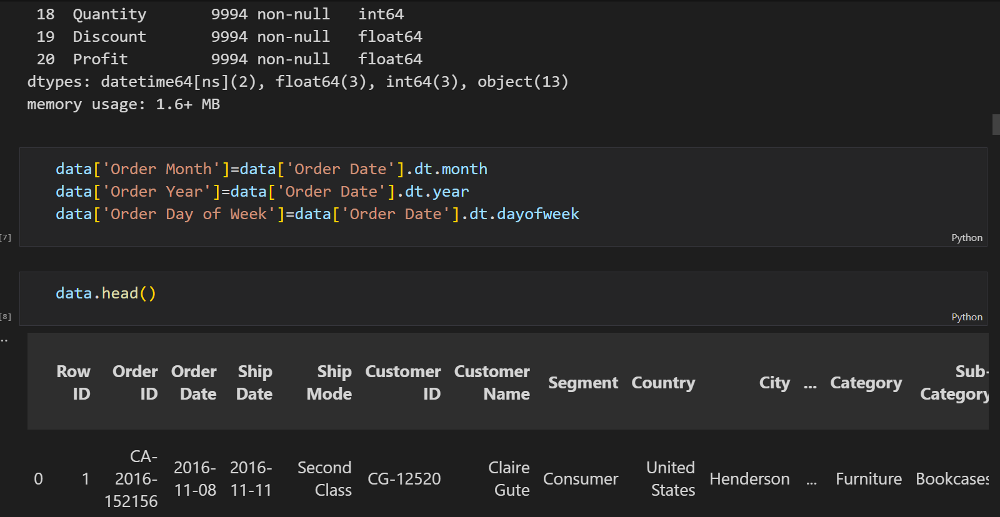 18 Quantity 9994 non-null int64
19 Discount 9994 non-null float64
20 Profit 9994 non-null float64
dtypes: datetime64[ns](2), float64(3), int64(3), object(13)
memory usage: 1.6+ MB
data['Order Month']=data['Order Date'].dt.month
data['Order Year']=data['Order Date'].dt.year
data['Order Day of Week']=data['Order Date'].dt.dayofweek
[7]
Python
data.head()
[8]
Python
..
Row Order Order Ship Ship Customer Customer Segment Country City ... Category Sub-
ID ID Date Date Mode ID Name Category
CA-
2016- 2016- Second Claire United
0 1 2016- CG-12520 Consumer Henderson ... Furniture Bookcases
11-08 11-11 Class Gute States
152156